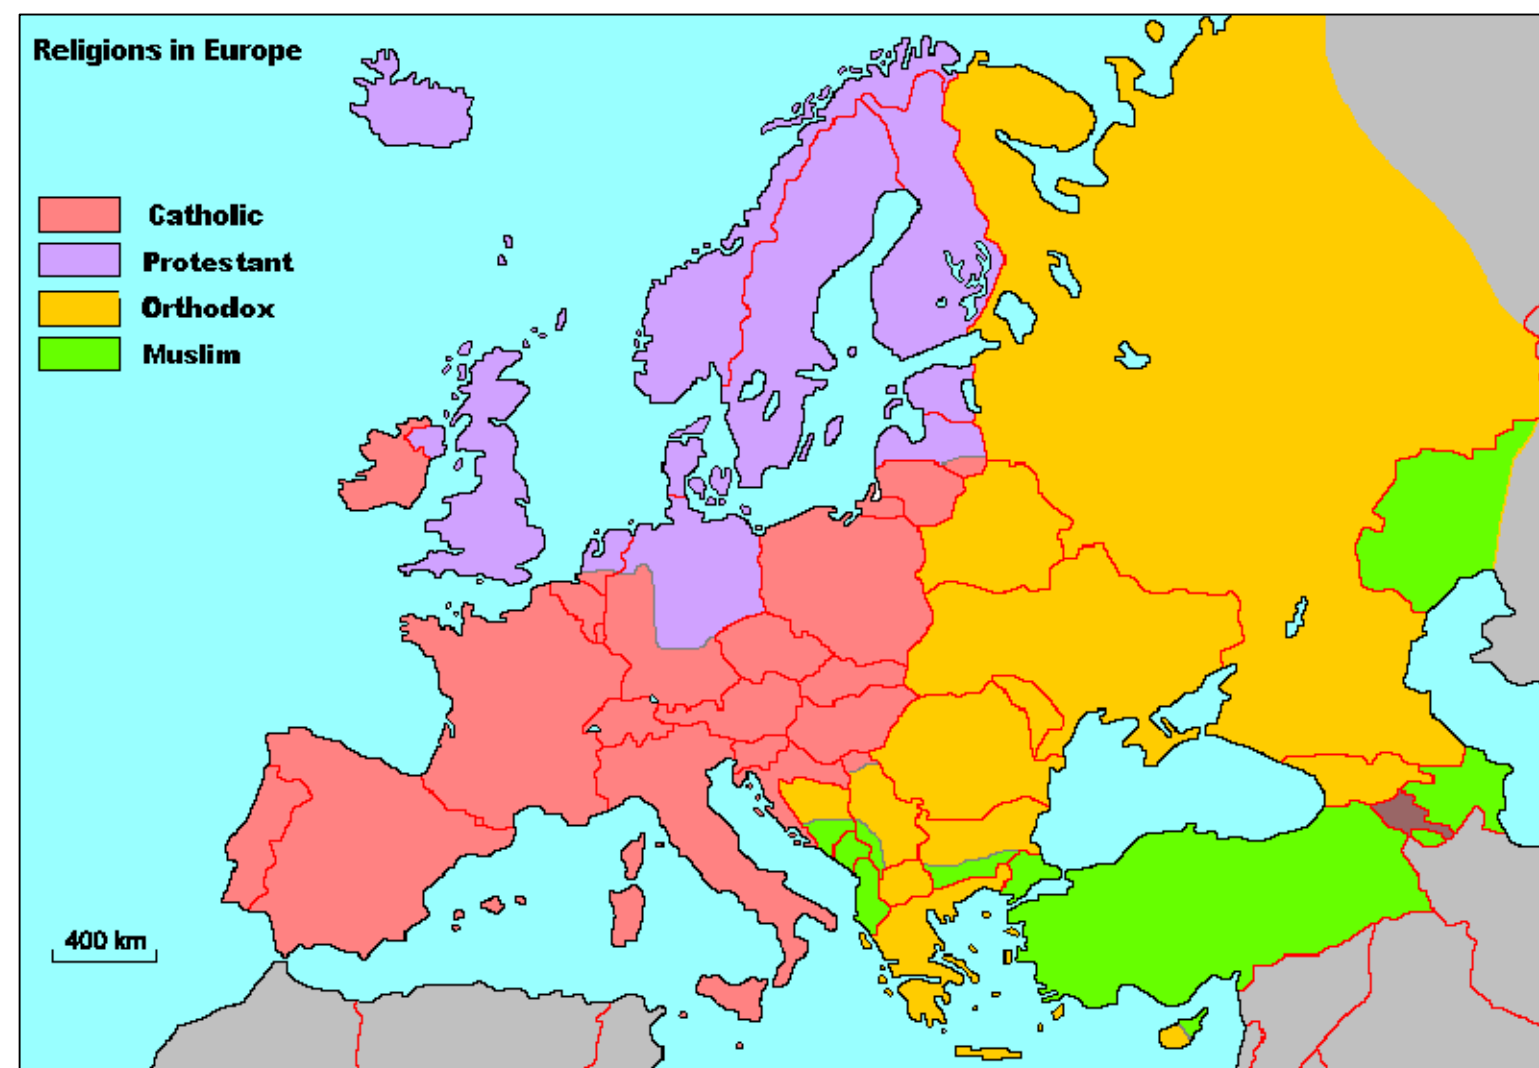 Religions in Europe
Catholic
Protestant
Orthodox
Muslim
400 km